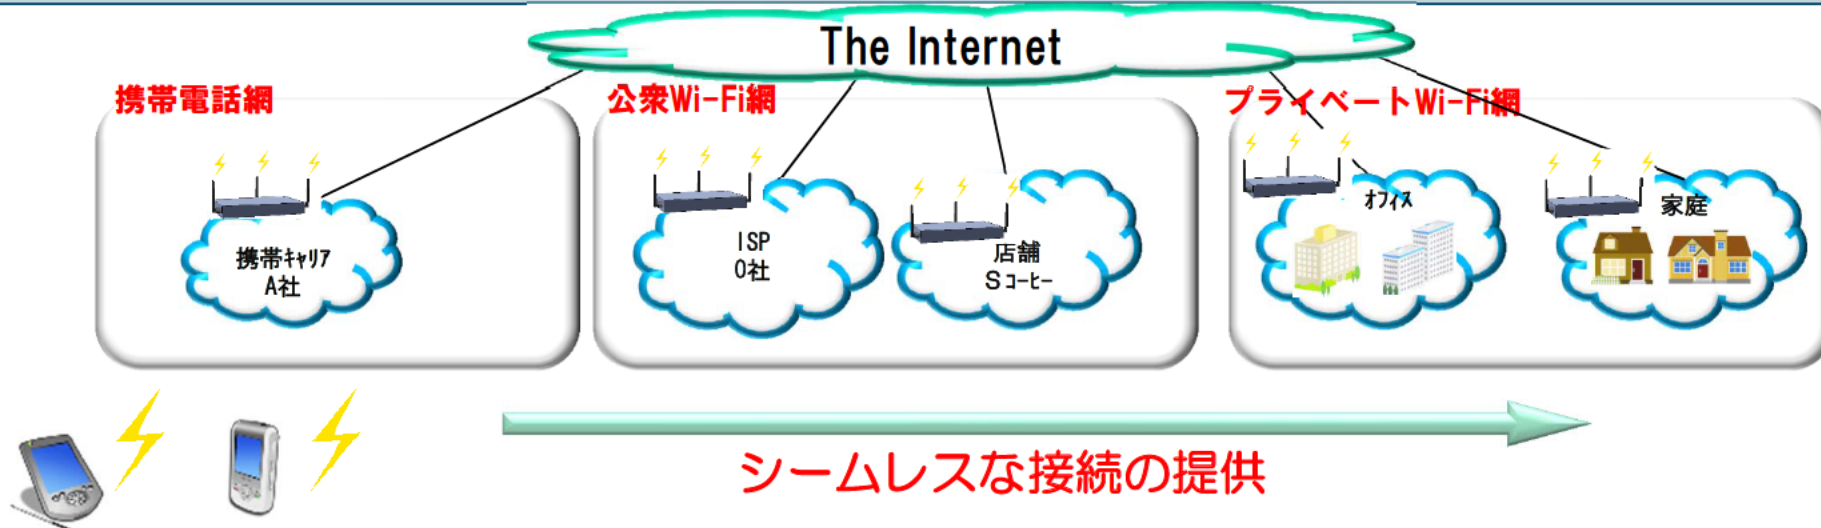 The Internet
携帯電話網
公衆Wi-Fi網
プライベートWi-Fi網
携帯ｷｬﾘｱ
A社
ISP
O社
店舗
Sｺｰﾋｰ
ｵﾌｨｽ
家庭
シームレスな接続の提供